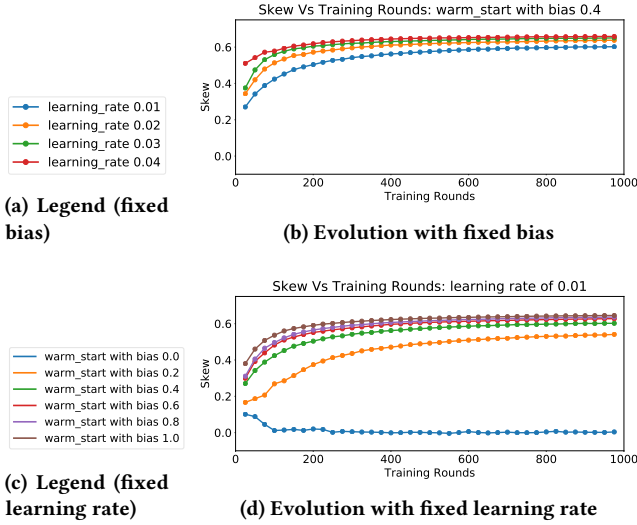 Skew Vs Training Rounds: warm_start with bias 0.4
Skew
0.6
0.4
0.2
0.0
0
200
400
600
800
1000
Training Rounds
learning_rate 0.01
learning_rate 0.02
learning_rate 0.03
learning_rate 0.04
(a) Legend (fixed
bias)
(b) Evolution with fixed bias
Skew Vs Training Rounds: learning rate of 0.01
Skew
0.6
0.4
0.2
0.0
0
200
400
600
800
1000
Training Rounds
warm_start with bias 0.0
warm_start with bias 0.2
warm_start with bias 0.4
warm_start with bias 0.6
warm_start with bias 0.8
warm_start with bias 1.0
(c) Legend (fixed
learning rate)
(d) Evolution with fixed learning rate